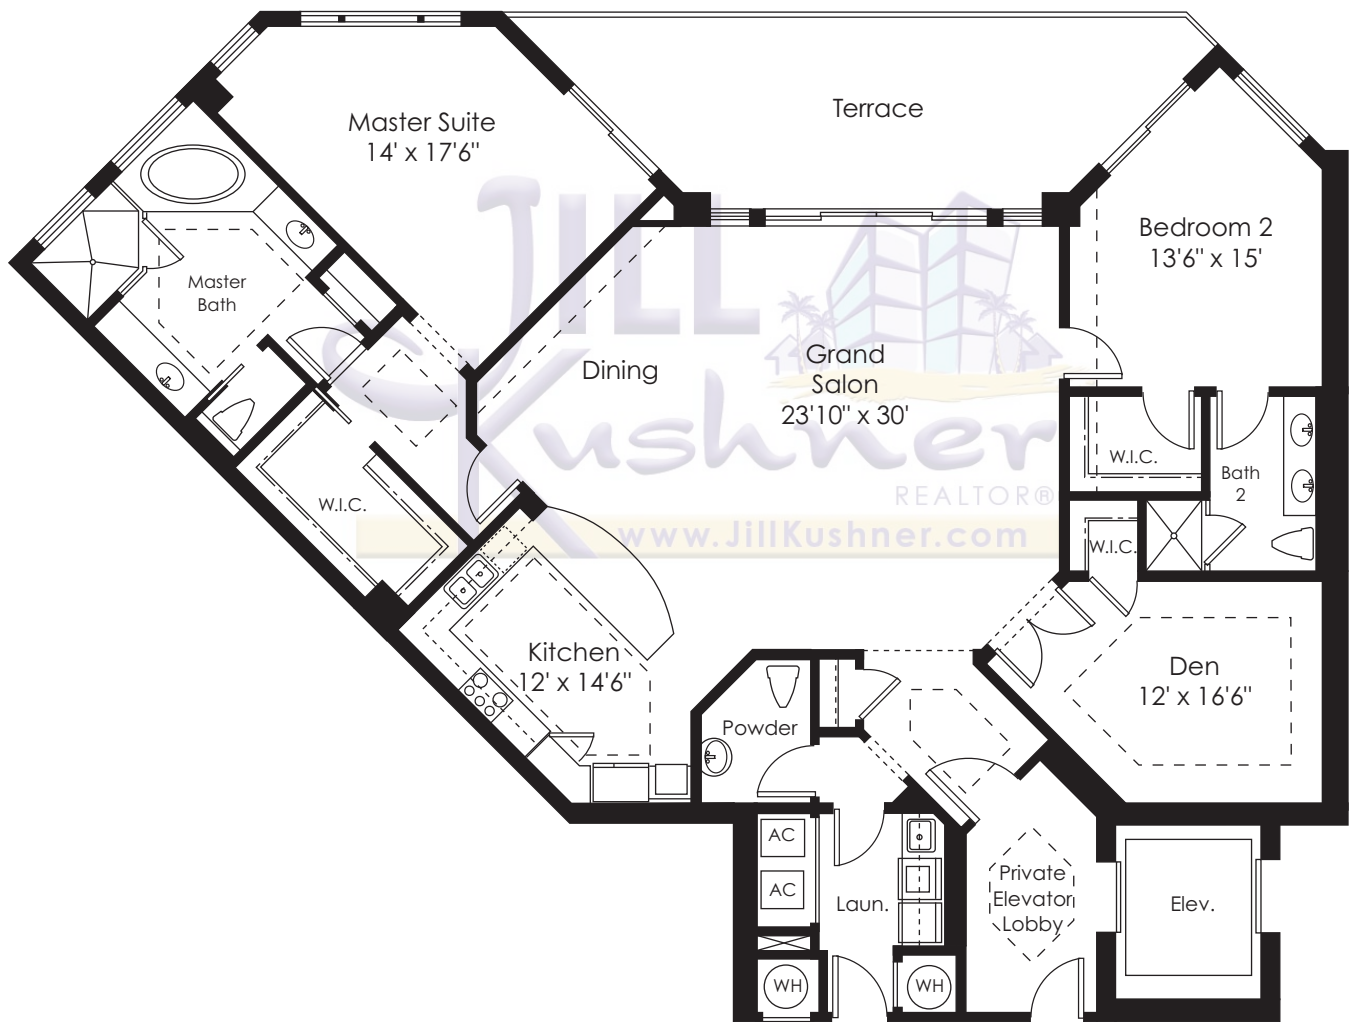 Terrace
Master Suite
14' x 17'6"
Bedroom 2
13'6" x 15'
Master
Bath
JILL
Kushner
REALTOR®
www.JillKushner.com
Dining
Grand
Salon
23'10" x 30'
W.I.C.
W.I.C.
Bath
2
W.I.C.
Kitchen
12' x 14'6"
Den
12' x 16'6"
Powder
AC
AC
Laun.
Private
Elevator
Lobby
Elev.
WH
WH